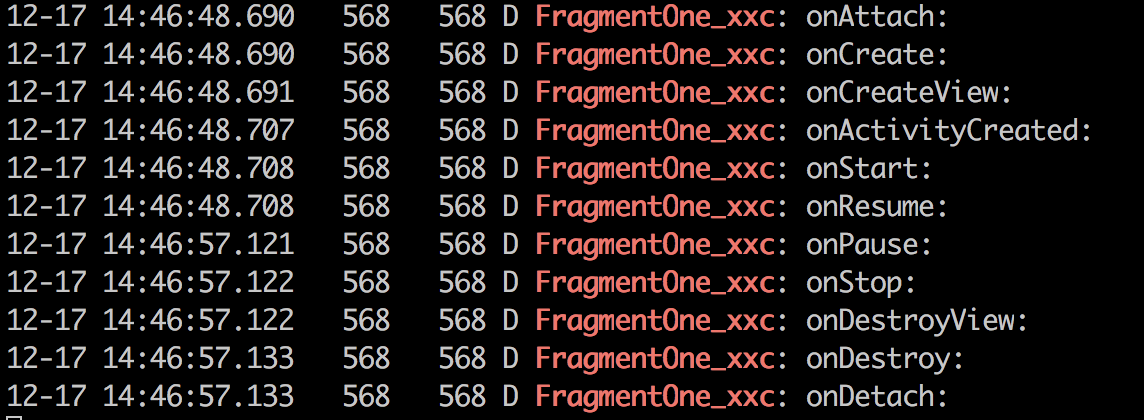 12-17 14:46:48.690   568   568 D FragmentOne_xxc: onAttach:
12-17 14:46:48.690   568   568 D FragmentOne_xxc: onCreate:
12-17 14:46:48.691   568   568 D FragmentOne_xxc: onCreateView:
12-17 14:46:48.707   568   568 D FragmentOne_xxc: onActivityCreated:
12-17 14:46:48.708   568   568 D FragmentOne_xxc: onStart:
12-17 14:46:48.708   568   568 D FragmentOne_xxc: onResume:
12-17 14:46:57.121   568   568 D FragmentOne_xxc: onPause:
12-17 14:46:57.122   568   568 D FragmentOne_xxc: onStop:
12-17 14:46:57.122   568   568 D FragmentOne_xxc: onDestroyView:
12-17 14:46:57.133   568   568 D FragmentOne_xxc: onDestroy:
12-17 14:46:57.133   568   568 D FragmentOne_xxc: onDetach: